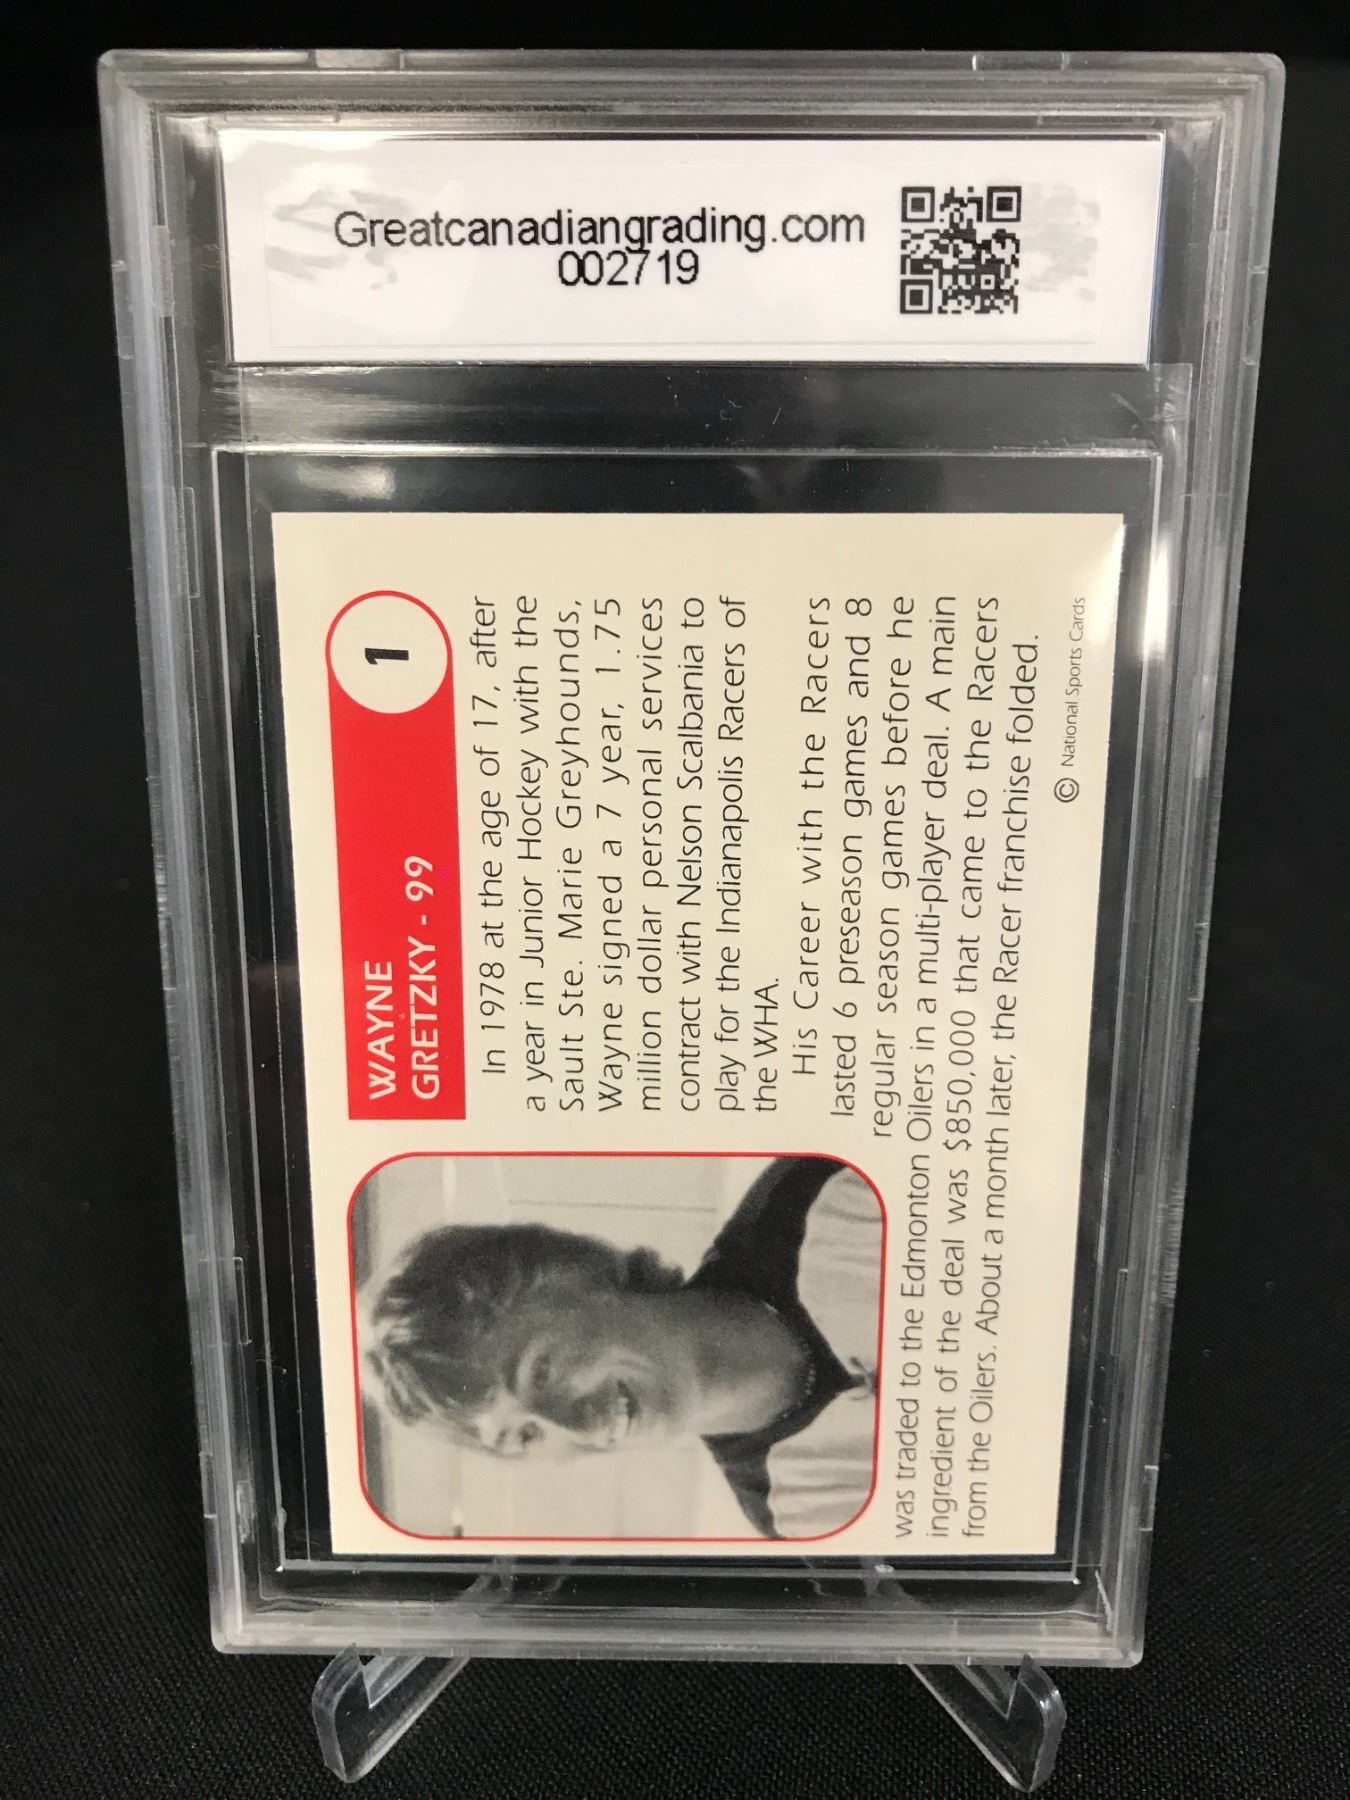 Greatcanadiangrading.com
002719
WAYNE
GRETZKY - 99
1
In 1978 at the age of 17, after
a year in Junior Hockey with the
Sault Ste. Marie Greyhounds,
Wayne signed a 7 year, 1.75
million dollar personal services
contract with Nelson Scalbania to
play for the Indianapolis Racers of
the WHA.
His Career with the Racers
lasted 6 preseason games and 8
regular season games before he
was traded to the Edmonton Oilers in a multi-player deal. A main
ingredient of the deal was $850,000 that came to the Racers
from the Oilers. About a month later, the Racer franchise folded.
© National Sports Cards